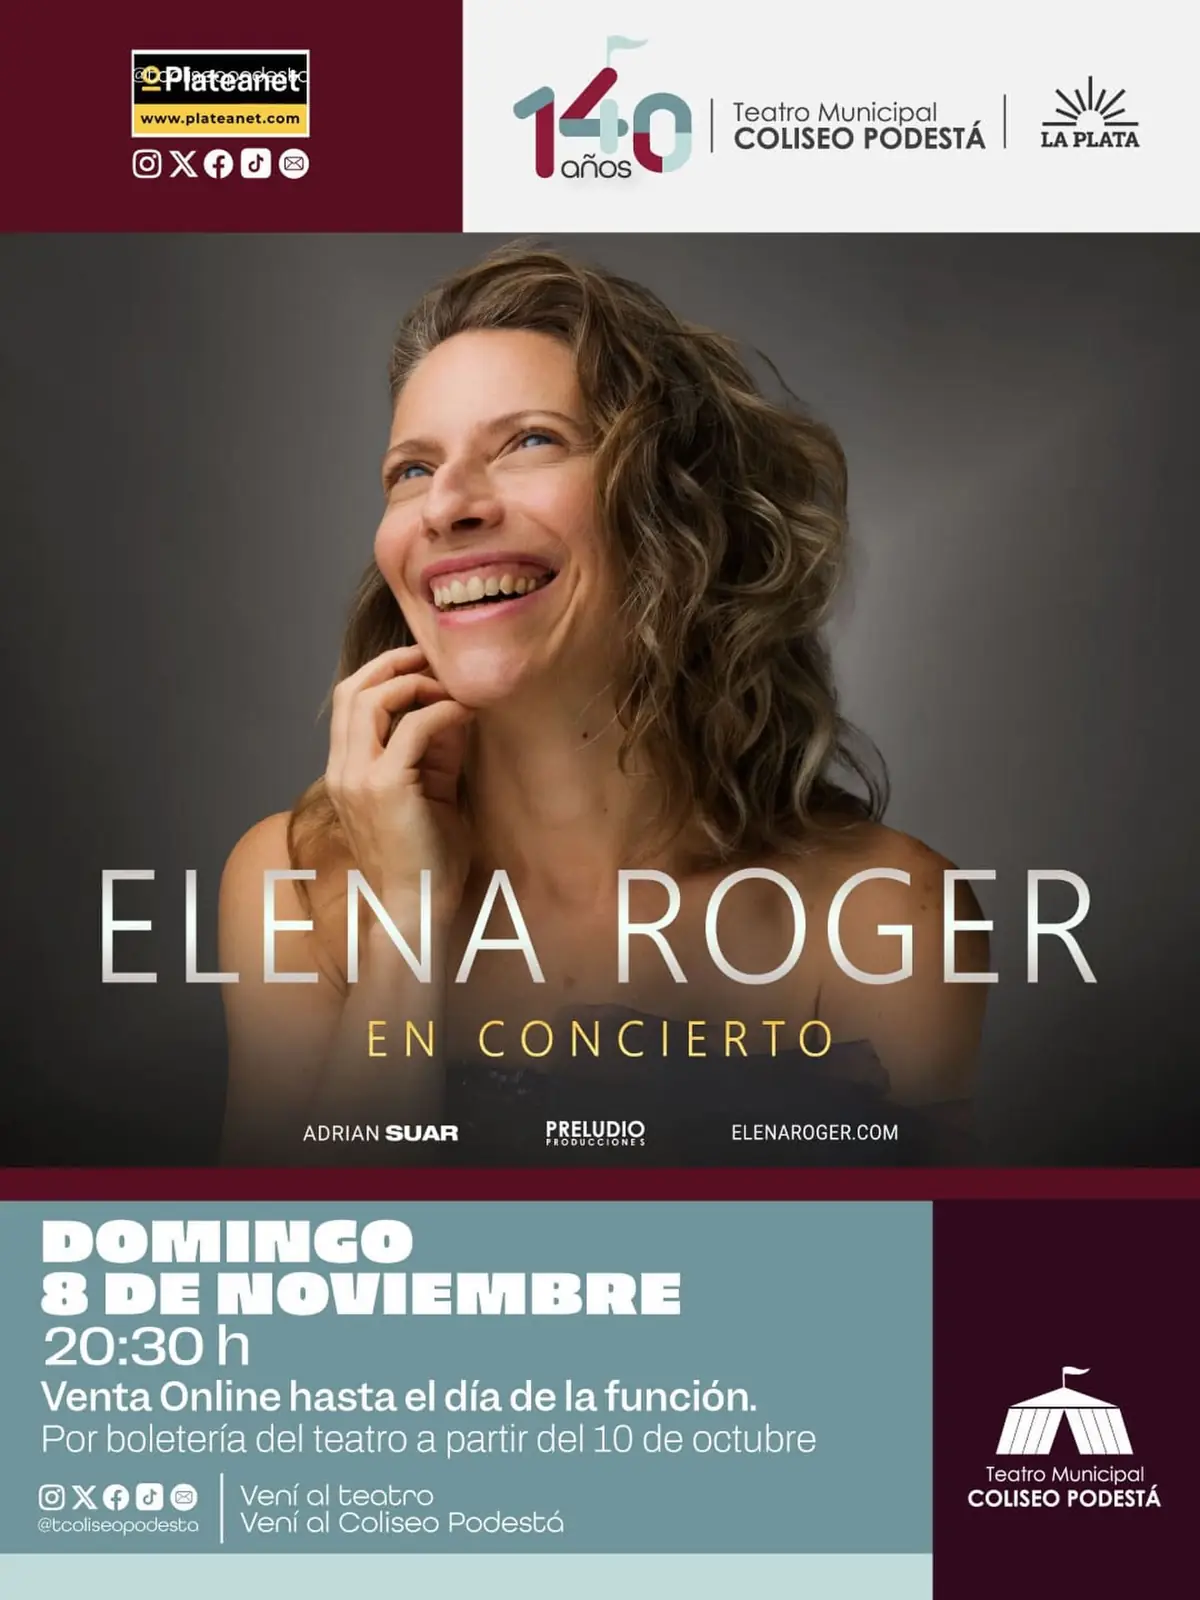 Plateanet
@tcoliseopodesta
www.plateanet.com
140
años
Teatro Municipal
COLISEO PODESTÁ
LA PLATA
ELENA ROGER
EN CONCIERTO
ADRIAN SUAR
PRELUDIO
PRODUCCIONES
ELENAROGER.COM
DOMINGO
8 DE NOVIEMBRE
20:30 h
Venta Online hasta el día de la función.
Por boletería del teatro a partir del 10 de octubre
@tcoliseopodesta
Vení al teatro
Vení al Coliseo Podestá
Teatro Municipal
COLISEO PODESTÁ